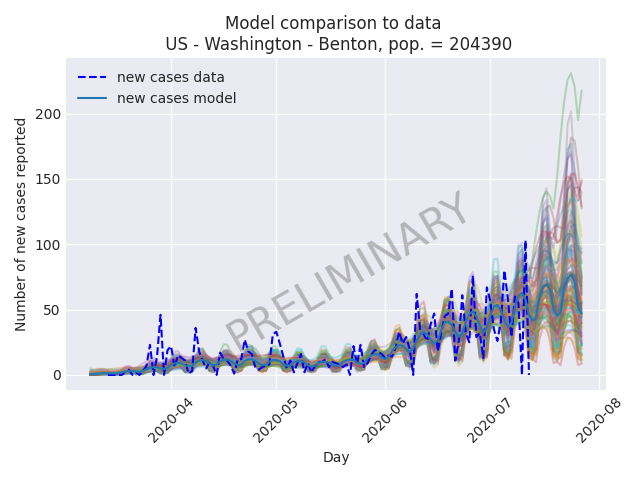 Model comparison to data
US - Washington - Benton, pop. = 204390
new cases data
new cases model
PRELIMINARY
Number of new cases reported
200
150
100
50
0
2020-04
2020-05
2020-06
2020-07
2020-08
Day